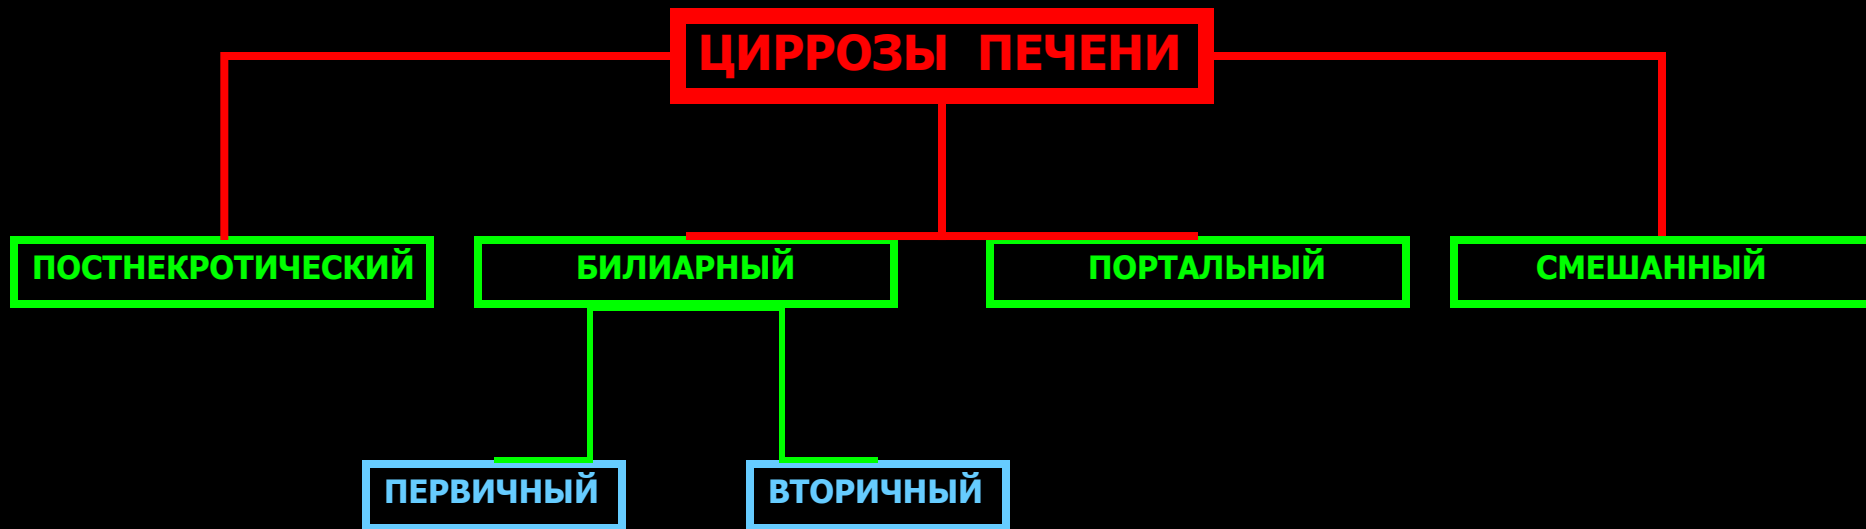 ЦИРРОЗЫ ПЕЧЕНИ
ПОСТНЕКРОТИЧЕСКИЙ
БИЛИАРНЫЙ
ПОРТАЛЬНЫЙ
СМЕШАННЫЙ
ПЕРВИЧНЫЙ
ВТОРИЧНЫЙ